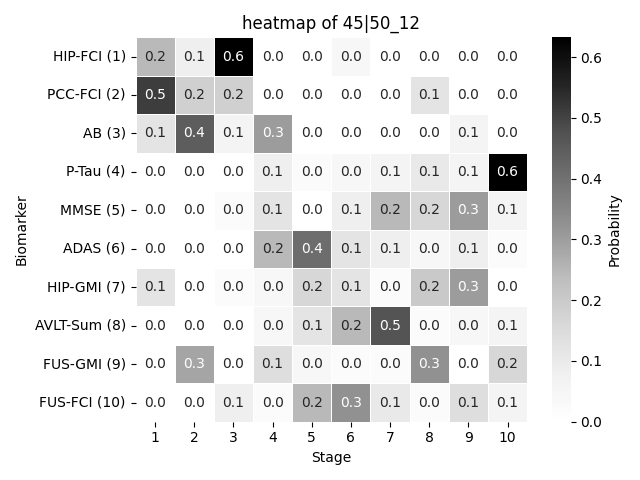 heatmap of 45|50_12
HIP-FCI (1) 0.2 0.1 0.6 0.0 0.0 0.0 0.0 0.0 0.0 0.0
PCC-FCI (2) 0.5 0.2 0.2 0.0 0.0 0.0 0.0 0.1 0.0 0.0
AB (3) 0.1 0.4 0.1 0.3 0.0 0.0 0.0 0.0 0.1 0.0
P-Tau (4) 0.0 0.0 0.0 0.1 0.0 0.0 0.1 0.1 0.1 0.6
MMSE (5) 0.0 0.0 0.0 0.1 0.0 0.1 0.2 0.2 0.3 0.1
ADAS (6) 0.0 0.0 0.0 0.2 0.4 0.1 0.1 0.0 0.1 0.0
HIP-GMI (7) 0.1 0.0 0.0 0.0 0.2 0.1 0.0 0.2 0.3 0.0
AVLT-Sum (8) 0.0 0.0 0.0 0.0 0.1 0.2 0.5 0.0 0.0 0.1
FUS-GMI (9) 0.0 0.3 0.0 0.1 0.0 0.0 0.0 0.3 0.0 0.2
FUS-FCI (10) 0.0 0.0 0.1 0.0 0.2 0.3 0.1 0.0 0.1 0.1
1 2 3 4 5 6 7 8 9 10
Stage
Biomarker
0.6
0.5
0.4
0.3
0.2
0.1
0.0
Probability